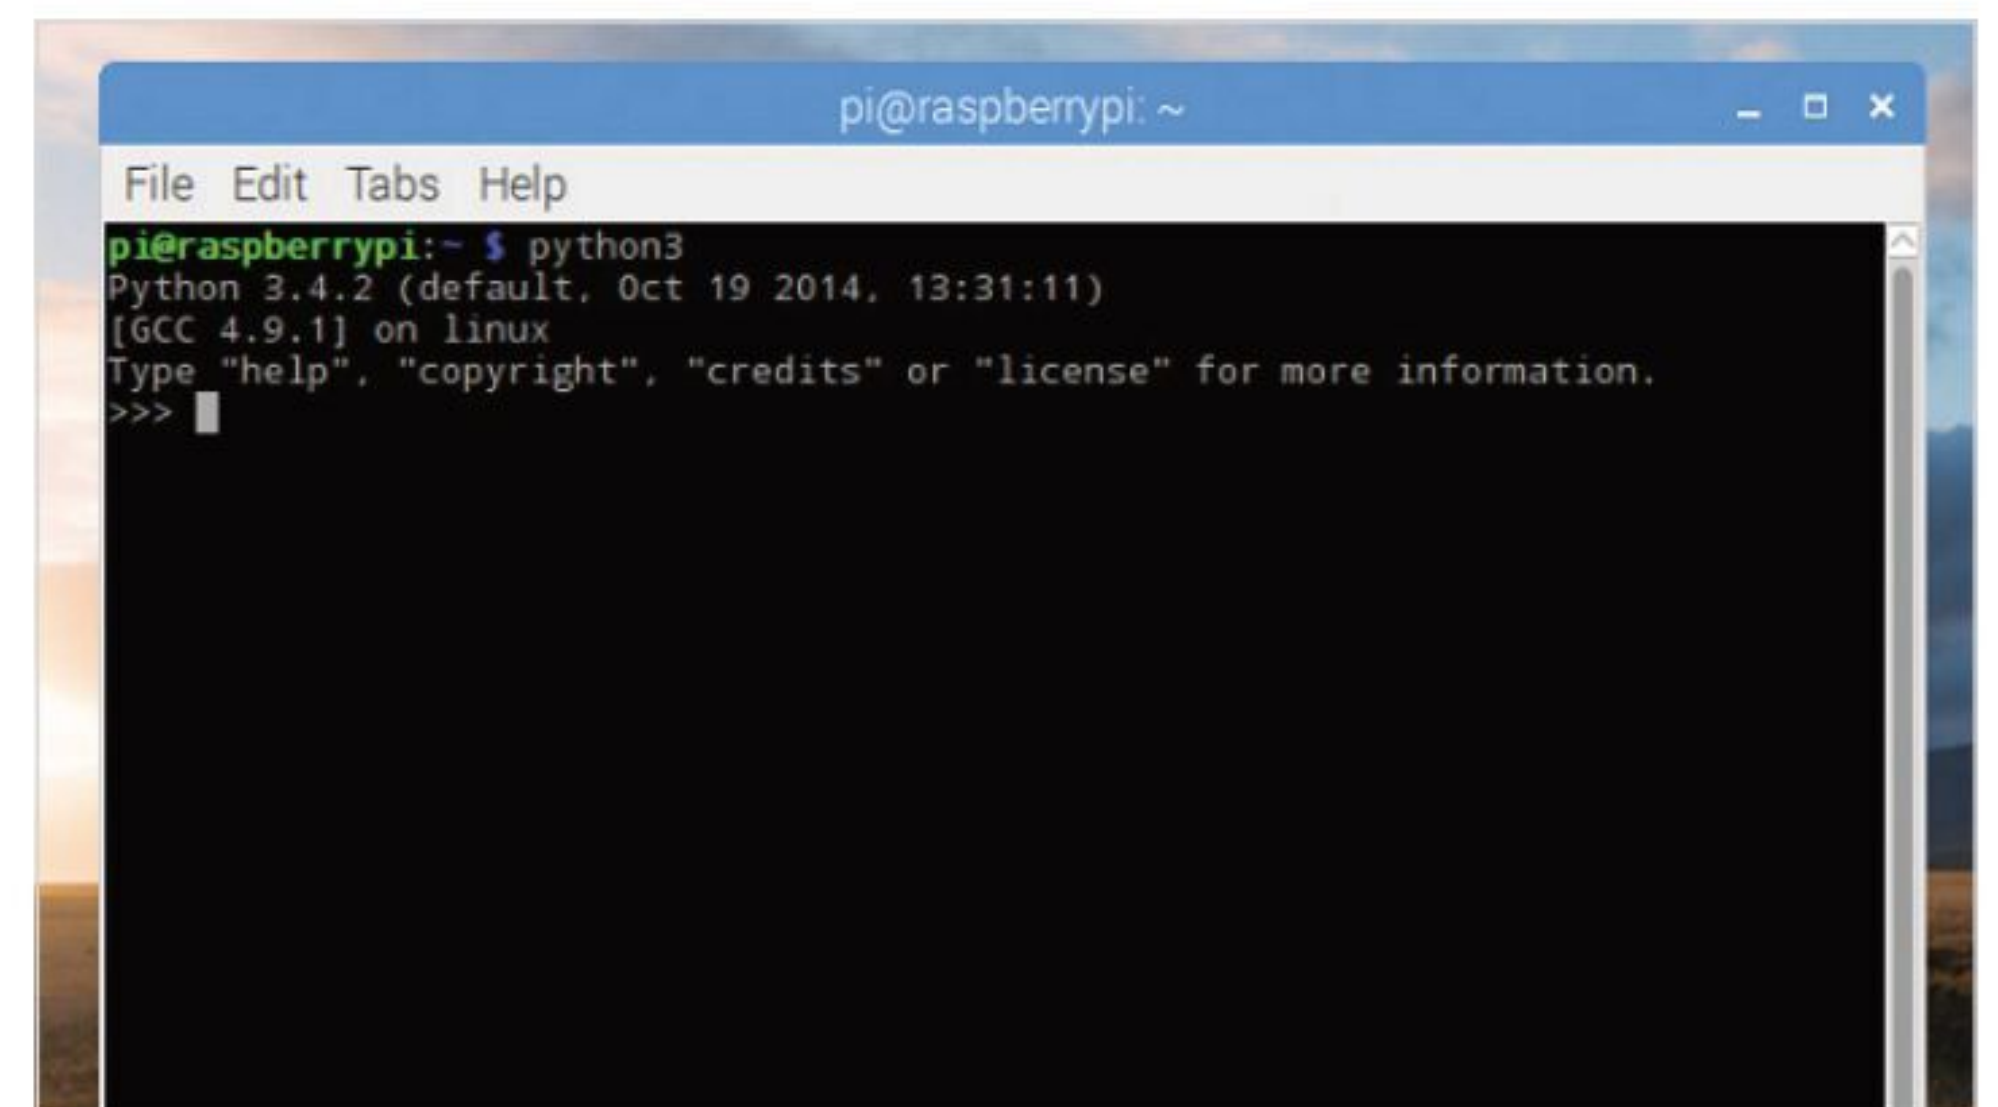 pi@raspberrypi: ~
File Edit Tabs Help
pi@raspberrypi:~ $ python3
Python 3.4.2 (default, Oct 19 2014, 13:31:11)
[GCC 4.9.1] on linux
Type "help", "copyright", "credits" or "license" for more information.
>>>